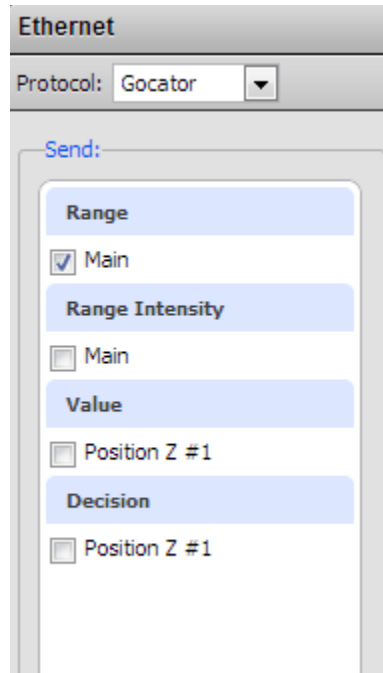 Ethernet
Protocol: Gocator
Send:
Range
Main
Range Intensity
Main
Value
Position Z #1
Decision
Position Z #1